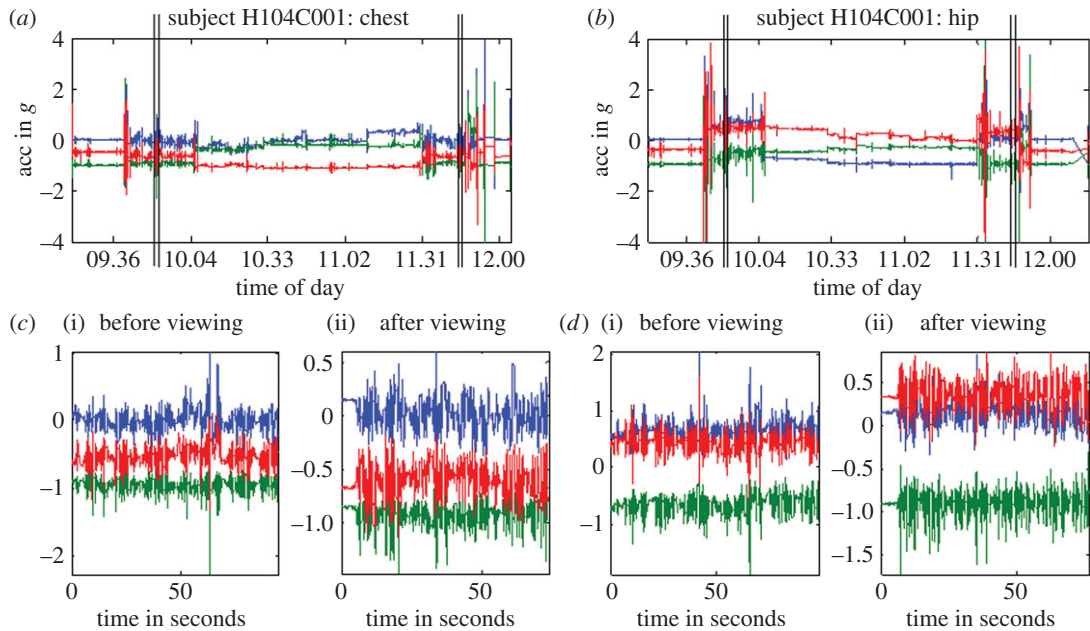 (a) subject H104C001: chest
4
2
0
−2
−4
acc in g
09.36 10.04 10.33 11.02 11.31 12.00
time of day
(b) subject H104C001: hip
4
2
0
−2
−4
acc in g
09.36 10.04 10.33 11.02 11.31 12.00
time of day
(c) (i) before viewing
1
0
−1
−2
0 50
time in seconds
(ii) after viewing
0.5
0
−0.5
−1.0
0 50
time in seconds
(d) (i) before viewing
2
1
0
−1
0 50
time in seconds
(ii) after viewing
0.5
0
−0.5
−1.0
−1.5
0 50
time in seconds